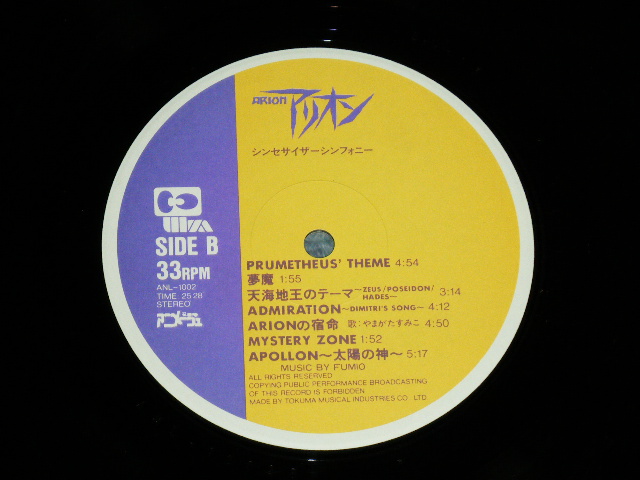 ARION アリオン
シンセサイザーシンフォニー
SIDE B
33RPM
ANL-1002
TIME 25 28
STEREO
アニメージュ
PRUMETHEUS' THEME 4:54
夢魔 1:55
天海地王のテーマ〜ZEUS/POSEIDON/HADES〜 3:14
ADMIRATION〜DIMITRI'S SONG〜 4:12
ARIONの宿命 歌:やまがたすみこ 4:50
MYSTERY ZONE 1:52
APOLLON〜太陽の神〜 5:17
MUSIC BY FUMIO
ALL RIGHTS RESERVED
COPYING PUBLIC PERFORMANCE BROADCASTING
OF THIS RECORD IS FORBIDDEN
MADE BY TOKUMA MUSICAL INDUSTRIES CO. LTD.